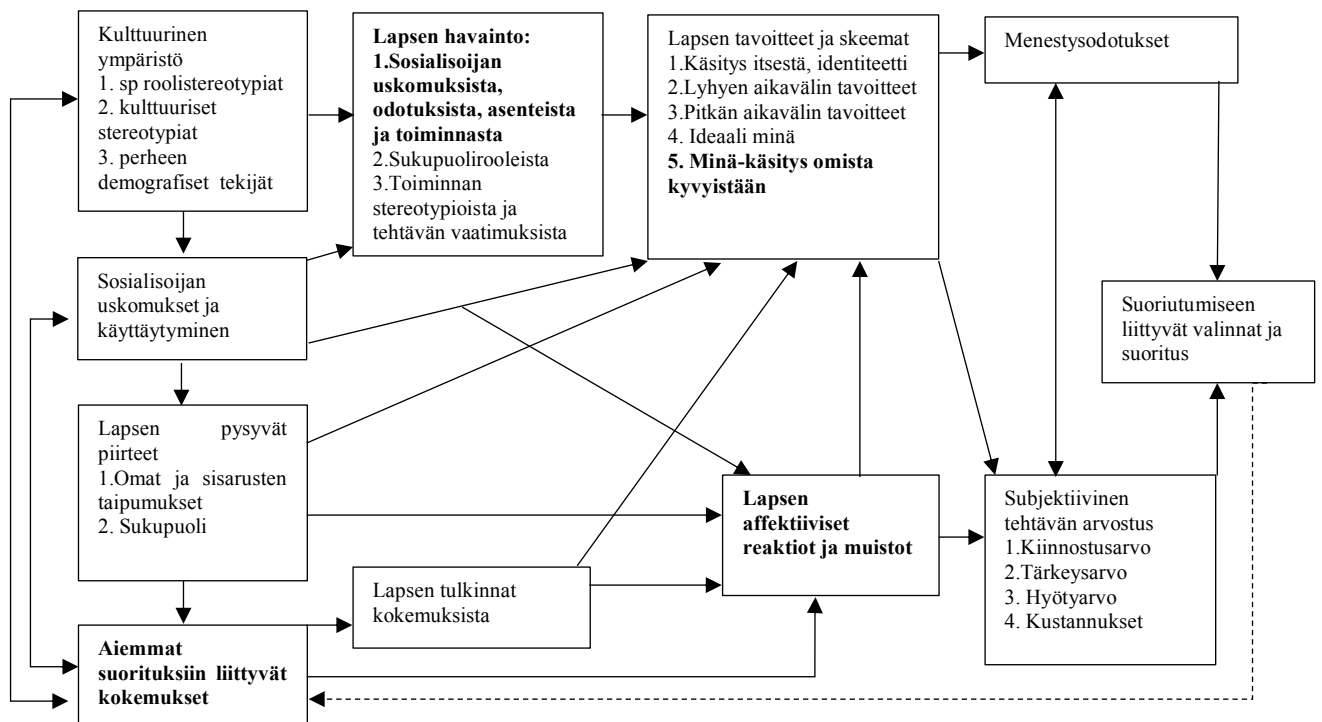 Kulttuurinen
ympäristö
1. sp roolistereotypiat
2. kulttuuriset
stereotypiat
3. perheen
demografiset tekijät
Lapsen havainto:
1.Sosialisoijan
uskomuksista,
odotuksista, asenteista
ja toiminnasta
2.Sukupuolirooleista
3.Toiminnan
stereotypioista ja
tehtävän vaatimuksista
Lapsen tavoitteet ja skeemat
1.Käsitys itsestä, identiteetti
2.Lyhyen aikavälin tavoitteet
3.Pitkän aikavälin tavoitteet
4. Ideaali minä
5. Minä-käsitys omista
kyvyistään
Menestysodotukset
Sosialisoijan
uskomukset ja
käyttäytyminen
Suoriutumiseen
liittyvät valinnat ja
suoritus
Lapsen pysyvät
piirteet
1.Omat ja sisarusten
taipumukset
2. Sukupuoli
Lapsen
affektiiviset
reaktiot ja muistot
Subjektiivinen
tehtävän arvostus
1.Kiinnostusarvo
2.Tärkeysarvo
3. Hyötyarvo
4. Kustannukset
Lapsen tulkinnat
kokemuksista
Aiemmat
suorituksiin liittyvät
kokemukset